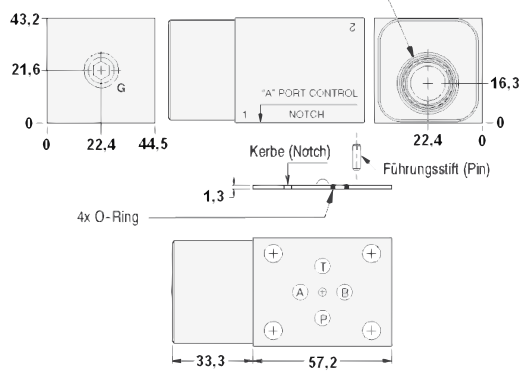 43,2
21,6
0
G
0
22,4
44,5
2
"A" PORT CONTROL
1
NOTCH
16,3
0
22,4
0
Kerbe (Notch)
Führungsstift (Pin)
1,3
4x O-Ring
T
A
B
P
33,3
57,2